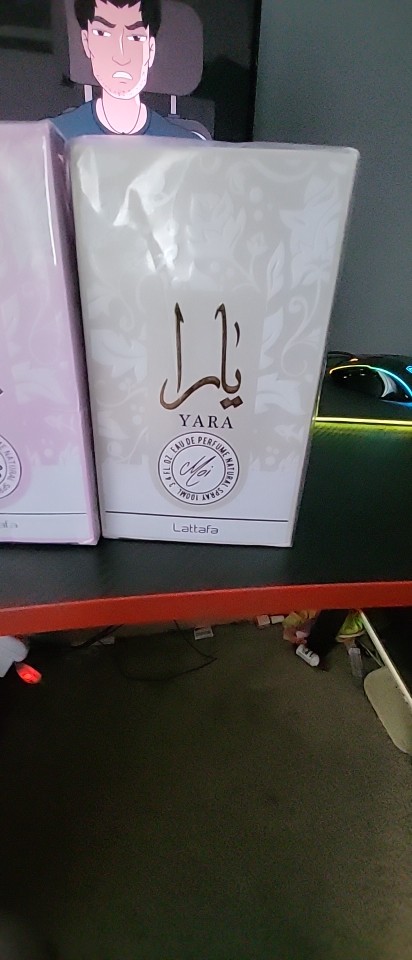 يارا
YARA
EAU DE PERFUME NATURAL SPRAY 100ML 3.4 FL.OZ.
Moi
Lattafa